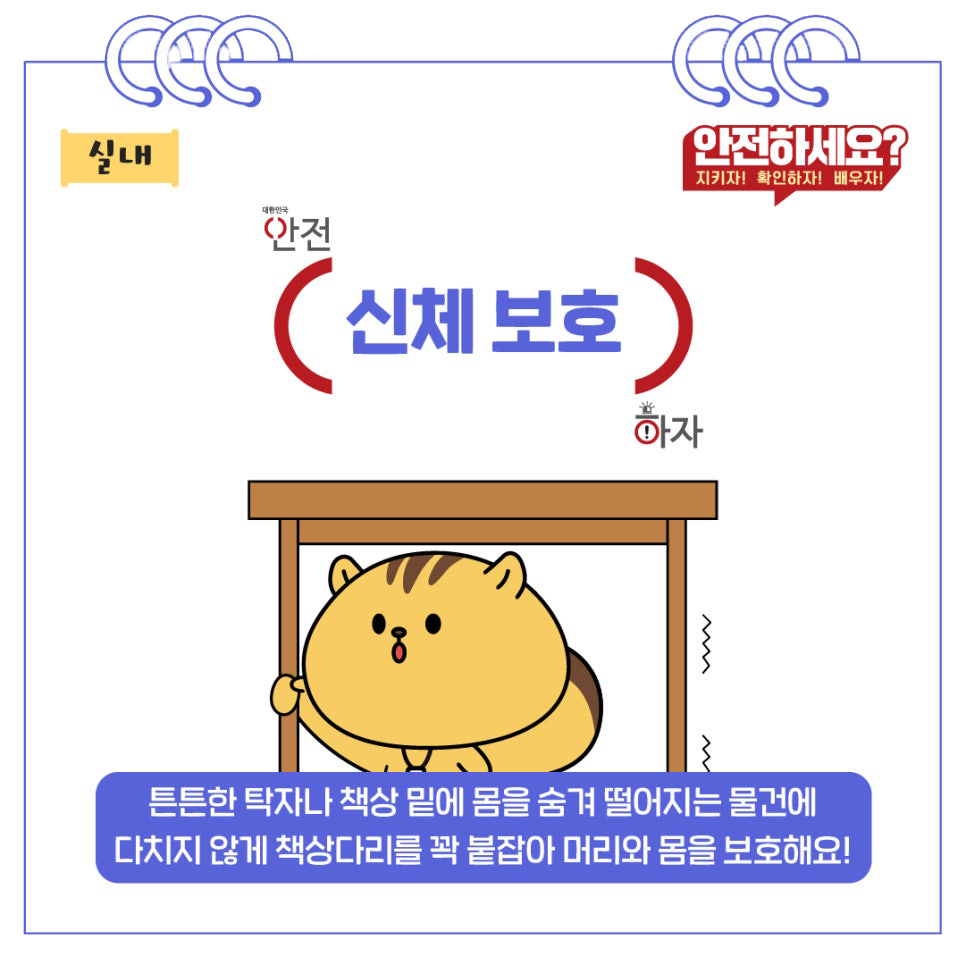 실내
안전하세요?
지키자! 확인하자! 배우자!
대한민국
안전
신체 보호
하자
튼튼한 탁자나 책상 밑에 몸을 숨겨 떨어지는 물건에
다치지 않게 책상다리를 꽉 붙잡아 머리와 몸을 보호해요!